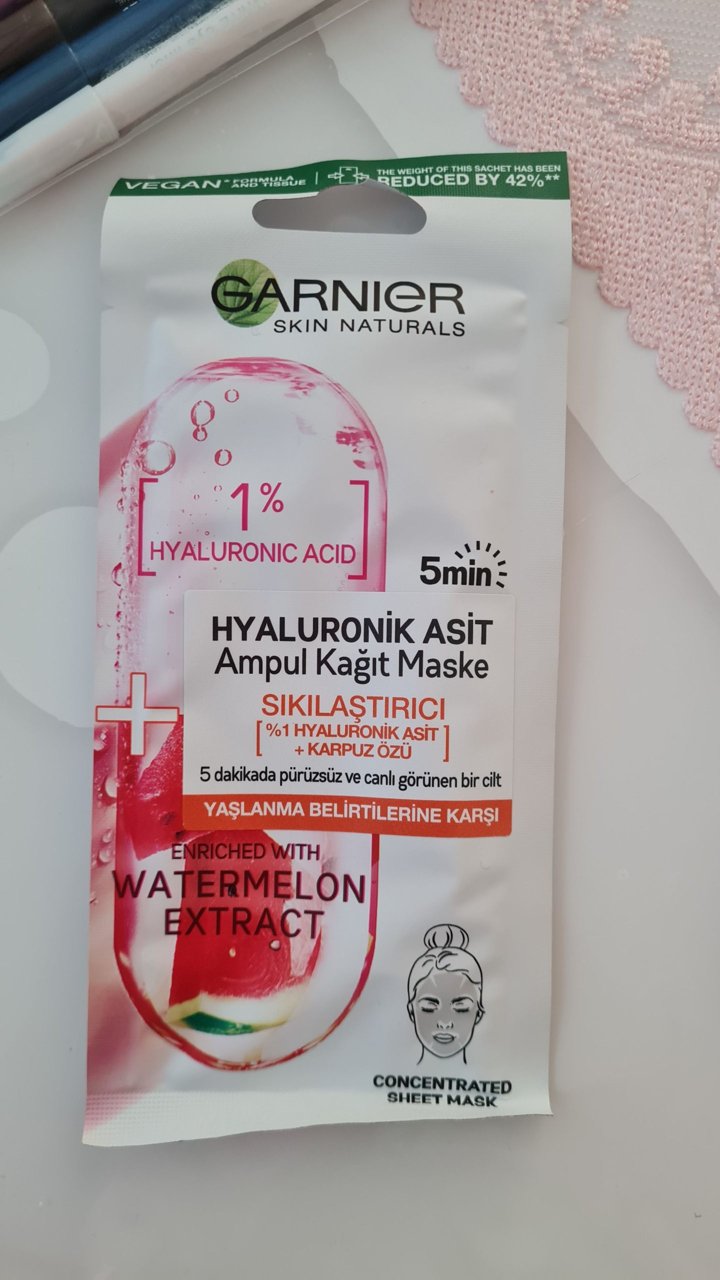 VEGAN* FORMULA AND TISSUE
THE WEIGHT OF THIS SACHET HAS BEEN
REDUCED BY 42%**
GARNIER
SKIN NATURALS
1%
HYALURONIC ACID
5min
HYALURONİK ASİT
Ampul Kağıt Maske
SIKILAŞTIRICI
[%1 HYALURONİK ASİT
+ KARPUZ ÖZÜ]
5 dakikada pürüzsüz ve canlı görünen bir cilt
YAŞLANMA BELİRTİLERİNE KARŞI
ENRICHED WITH
WATERMELON
EXTRACT
CONCENTRATED
SHEET MASK